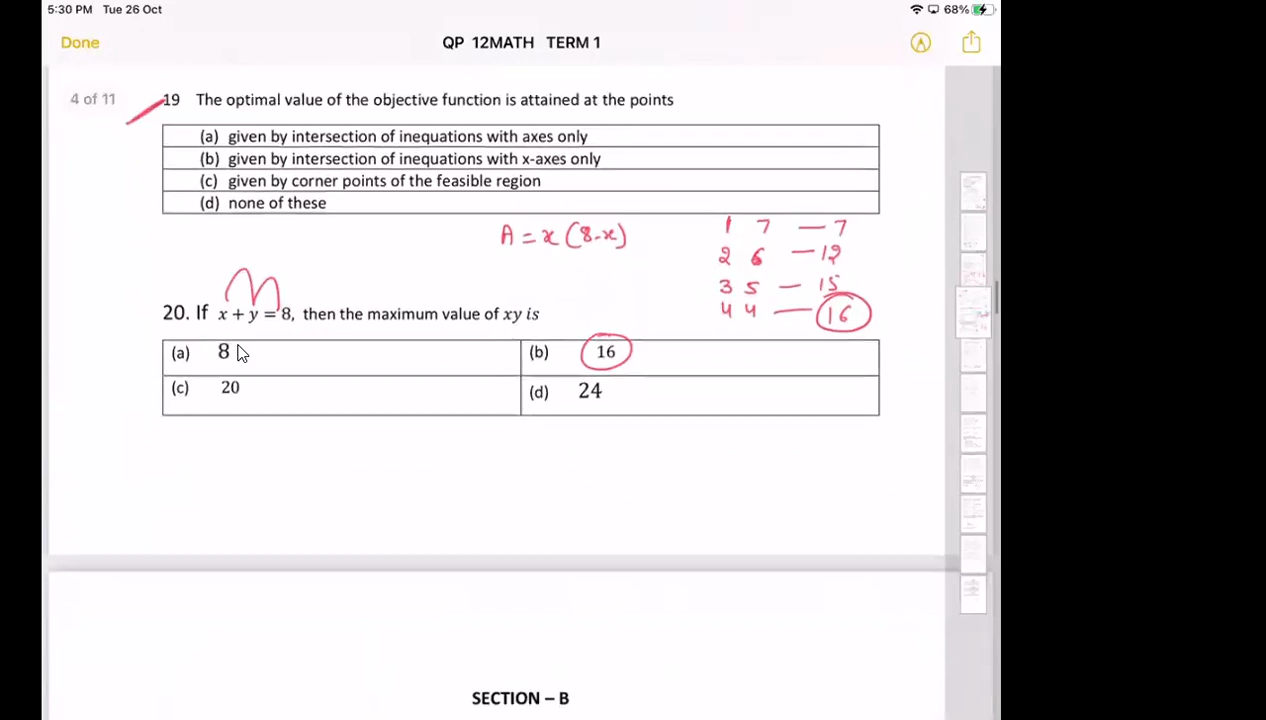 5:30 PM Tue 26 Oct 68%
Done QP 12MATH TERM 1
4 of 11
19 The optimal value of the objective function is attained at the points
(a) given by intersection of inequations with axes only
(b) given by intersection of inequations with x-axes only
(c) given by corner points of the feasible region
(d) none of these
A = x (8-x)
1 7 — 7
2 6 — 12
3 5 — 15
4 4 — 16
20. If x + y = 8, then the maximum value of xy is
(a) 8 (b) 16
(c) 20 (d) 24
SECTION – B